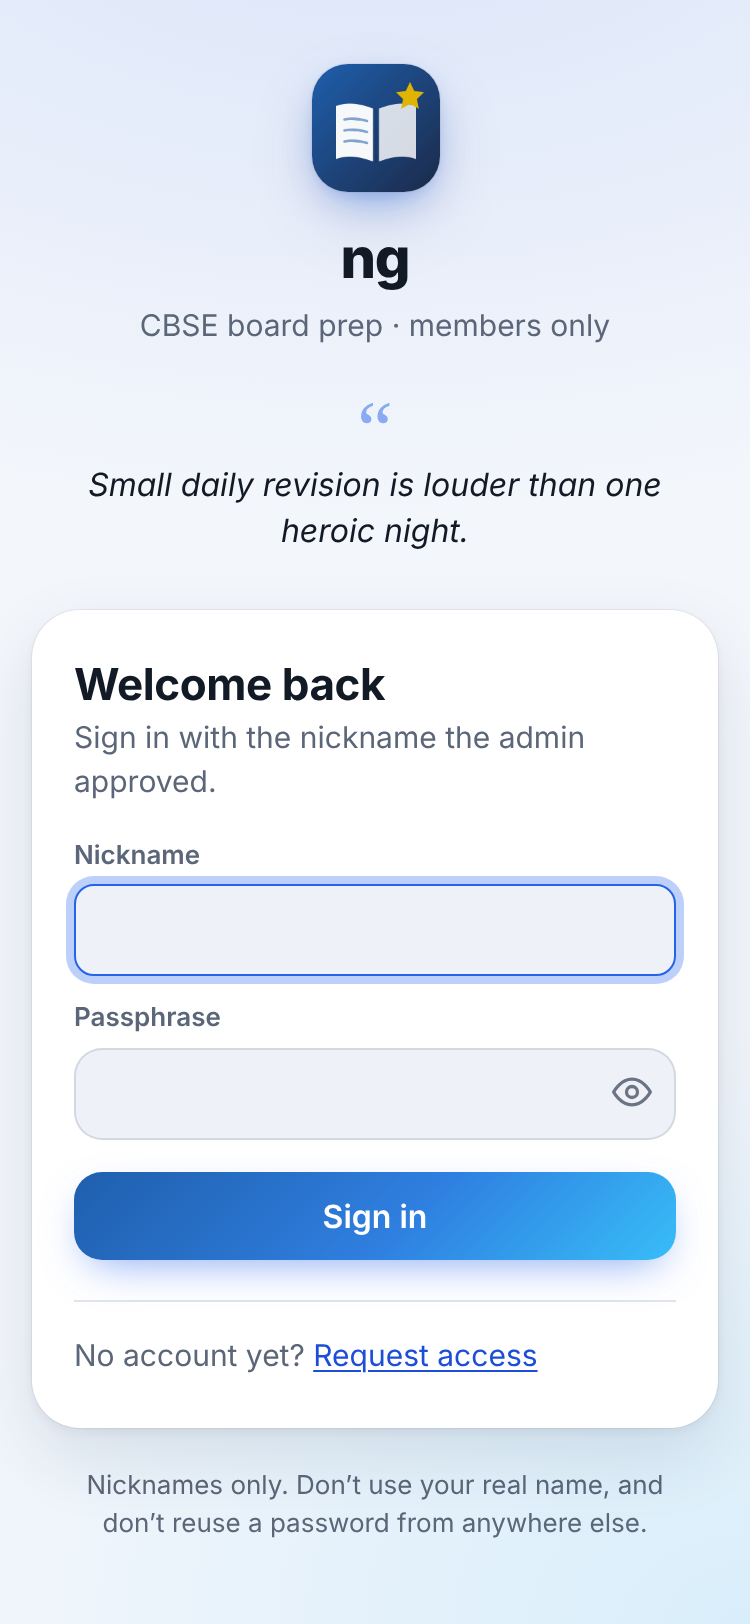 ng
CBSE board prep · members only
“
Small daily revision is louder than one
heroic night.
Welcome back
Sign in with the nickname the admin
approved.
Nickname
Passphrase
Sign in
No account yet? Request access
Nicknames only. Don’t use your real name, and
don’t reuse a password from anywhere else.